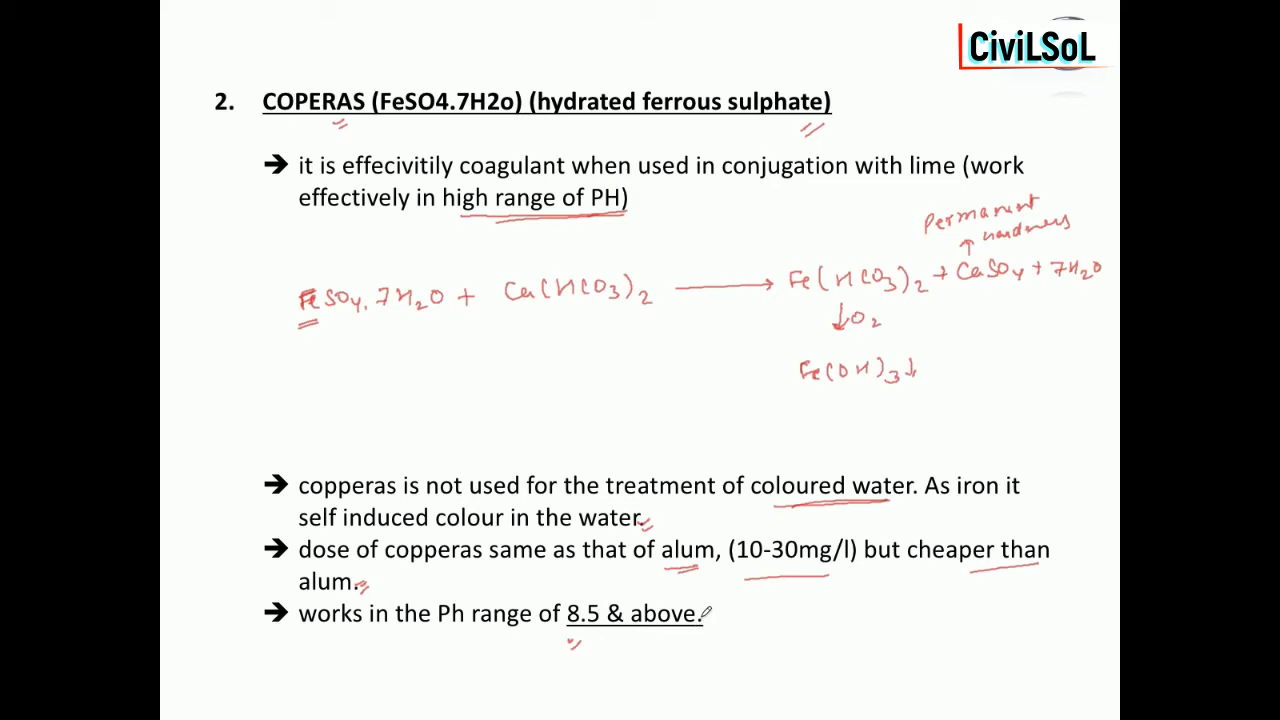 CiviLSoL
2. COPERAS (FeSO4.7H2o) (hydrated ferrous sulphate)
➔ it is effecivitily coagulant when used in conjugation with lime (work
effectively in high range of PH)
Permanent
hardness
FeSO4.7H2O + Ca(HCO3)2 → Fe(HCO3)2 + CaSO4 + 7H2O
↓O2
Fe(OH)3↓
➔ copperas is not used for the treatment of coloured water. As iron it
self induced colour in the water.
➔ dose of copperas same as that of alum, (10-30mg/l) but cheaper than
alum.
➔ works in the Ph range of 8.5 & above.